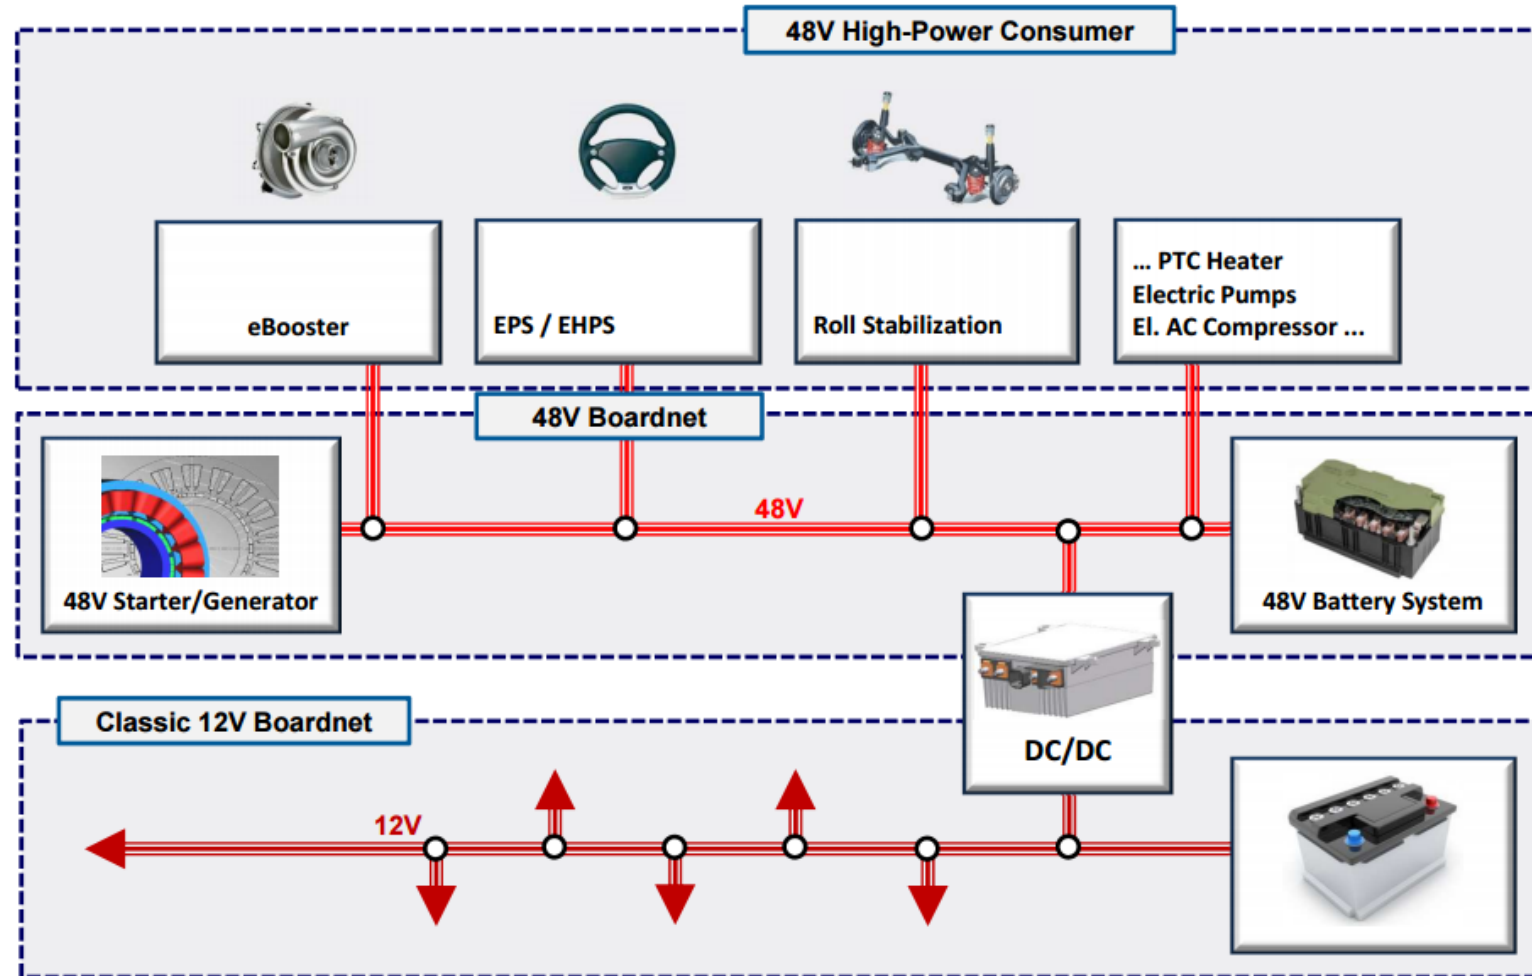 48V High-Power Consumer
eBooster
EPS / EHPS
Roll Stabilization
... PTC Heater
Electric Pumps
El. AC Compressor ...
48V Boardnet
48V
48V Starter/Generator
48V Battery System
DC/DC
Classic 12V Boardnet
12V